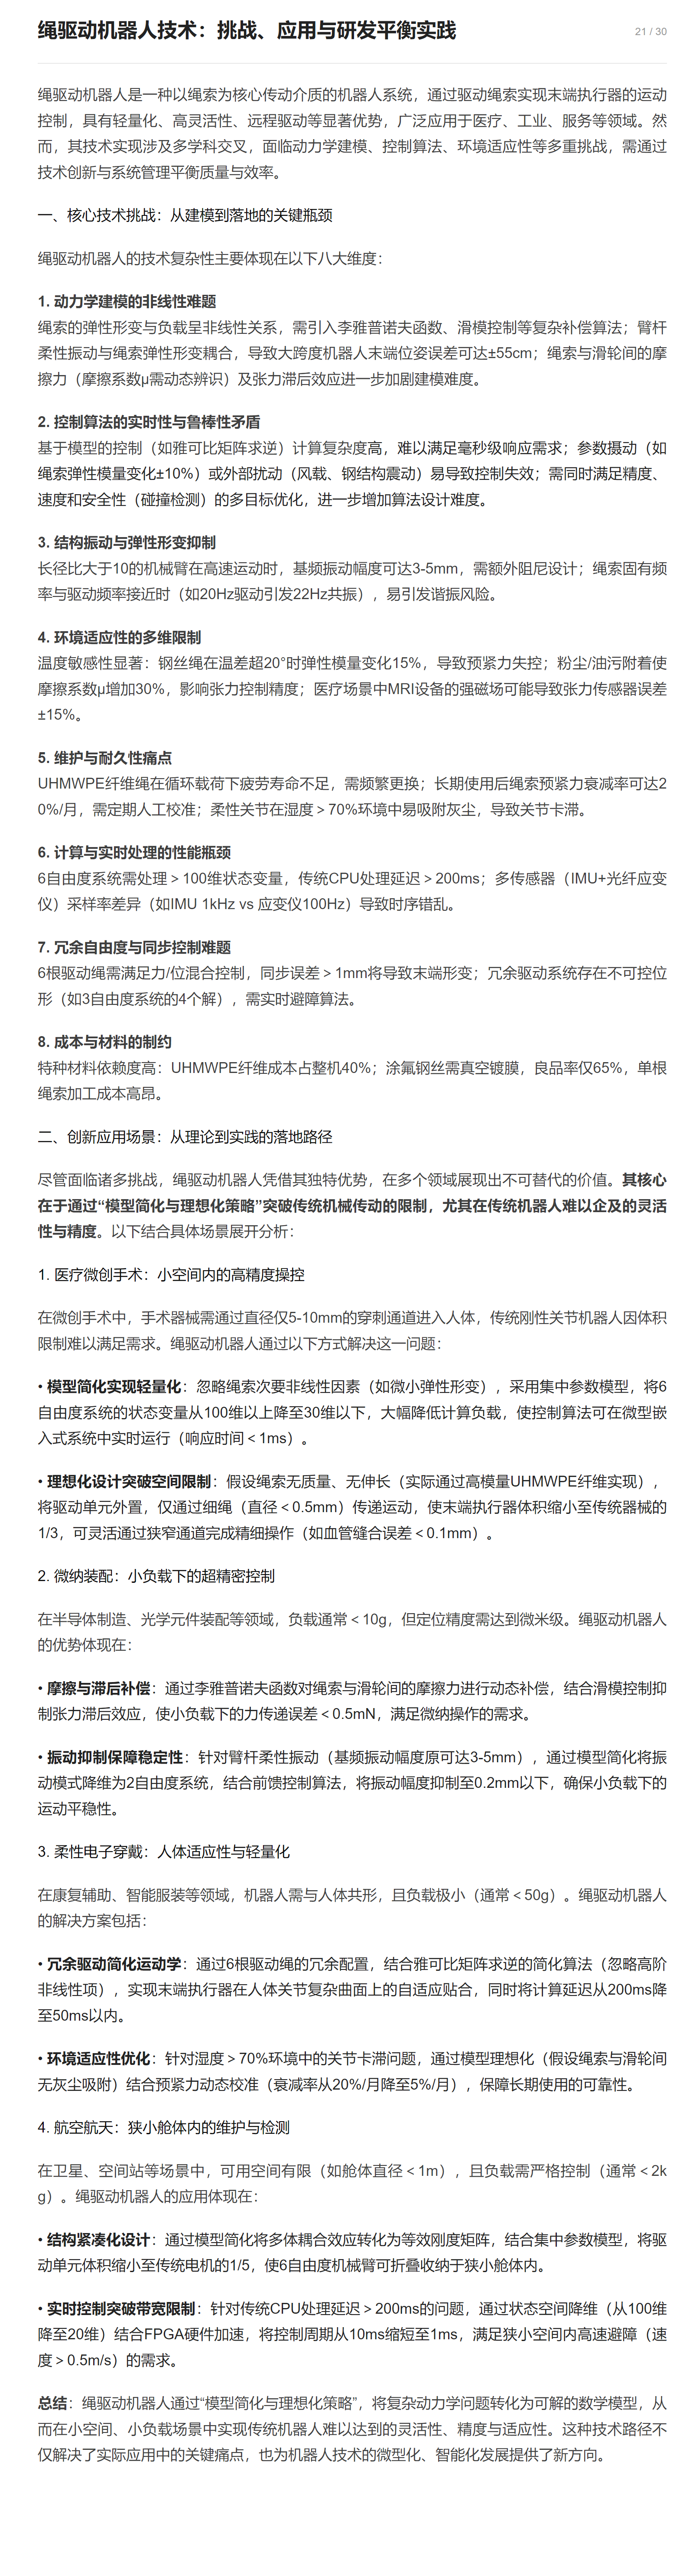 绳驱动机器人技术：挑战、应用与研发平衡实践
21 / 30
绳驱动机器人是一种以绳索为核心传动介质的机器人系统，通过驱动绳索实现末端执行器的运动
控制，具有轻量化、高灵活性、远程驱动等显著优势，广泛应用于医疗、工业、服务等领域。然
而，其技术实现涉及多学科交叉，面临动力学建模、控制算法、环境适应性等多重挑战，需通过
技术创新与系统管理平衡质量与效率。
一、核心技术挑战：从建模到落地的关键瓶颈
绳驱动机器人的技术复杂性主要体现在以下八大维度：
1. 动力学建模的非线性难题
绳索的弹性形变与负载呈非线性关系，需引入李雅普诺夫函数、滑模控制等复杂补偿算法；臂杆
柔性振动与绳索弹性形变耦合，导致大跨度机器人末端位姿误差可达±55cm；绳索与滑轮间的摩
擦力（摩擦系数μ需动态辨识）及张力滞后效应进一步加剧建模难度。
2. 控制算法的实时性与鲁棒性矛盾
基于模型的控制（如雅可比矩阵求逆）计算复杂度高，难以满足毫秒级响应需求；参数摄动（如
绳索弹性模量变化±10%）或外部扰动（风载、钢结构震动）易导致控制失效；需同时满足精度、
速度和安全性（碰撞检测）的多目标优化，进一步增加算法设计难度。
3. 结构振动与弹性形变抑制
长径比大于10的机械臂在高速运动时，基频振动幅度可达3-5mm，需额外阻尼设计；绳索固有频
率与驱动频率接近时（如20Hz驱动引发22Hz共振），易引发谐振风险。
4. 环境适应性的多维限制
温度敏感性显著：钢丝绳在温差超20°时弹性模量变化15%，导致预紧力失控；粉尘/油污附着使
摩擦系数μ增加30%，影响张力控制精度；医疗场景中MRI设备的强磁场可能导致张力传感器误差
±15%。
5. 维护与耐久性痛点
UHMWPE纤维绳在循环载荷下疲劳寿命不足，需频繁更换；长期使用后绳索预紧力衰减率可达2
0%/月，需定期人工校准；柔性关节在湿度＞70%环境中易吸附灰尘，导致关节卡滞。
6. 计算与实时处理的性能瓶颈
6自由度系统需处理＞100维状态变量，传统CPU处理延迟＞200ms；多传感器（IMU+光纤应变
仪）采样率差异（如IMU 1kHz vs 应变仪100Hz）导致时序错乱。
7. 冗余自由度与同步控制难题
6根驱动绳需满足力/位混合控制，同步误差＞1mm将导致末端形变；冗余驱动系统存在不可控位
形（如3自由度系统的4个解），需实时避障算法。
8. 成本与材料的制约
特种材料依赖度高：UHMWPE纤维成本占整机40%；涂氟钢丝需真空镀膜，良品率仅65%，单根
绳索加工成本高昂。
二、创新应用场景：从理论到实践的落地路径
尽管面临诸多挑战，绳驱动机器人凭借其独特优势，在多个领域展现出不可替代的价值。其核心
在于通过“模型简化与理想化策略”突破传统机械传动的限制，尤其在传统机器人难以企及的灵活
性与精度。以下结合具体场景展开分析：
1. 医疗微创手术：小空间内的高精度操控
在微创手术中，手术器械需通过直径仅5-10mm的穿刺通道进入人体，传统刚性关节机器人因体积
限制难以满足需求。绳驱动机器人通过以下方式解决这一问题：
• 模型简化实现轻量化：忽略绳索次要非线性因素（如微小弹性形变），采用集中参数模型，将6
自由度系统的状态变量从100维以上降至30维以下，大幅降低计算负载，使控制算法可在微型嵌
入式系统中实时运行（响应时间＜1ms）。
• 理想化设计突破空间限制：假设绳索无质量、无伸长（实际通过高模量UHMWPE纤维实现），
将驱动单元外置，仅通过细绳（直径＜0.5mm）传递运动，使末端执行器体积缩小至传统器械的
1/3，可灵活通过狭窄通道完成精细操作（如血管缝合误差＜0.1mm）。
2. 微纳装配：小负载下的超精密控制
在半导体制造、光学元件装配等领域，负载通常＜10g，但定位精度需达到微米级。绳驱动机器人
的优势体现在：
• 摩擦与滞后补偿：通过李雅普诺夫函数对绳索与滑轮间的摩擦力进行动态补偿，结合滑模控制抑
制张力滞后效应，使小负载下的力传递误差＜0.5mN，满足微纳操作的需求。
• 振动抑制保障稳定性：针对臂杆柔性振动（基频振动幅度原可达3-5mm），通过模型简化将振
动模式降维为2自由度系统，结合前馈控制算法，将振动幅度抑制至0.2mm以下，确保小负载下的
运动平稳性。
3. 柔性电子穿戴：人体适应性与轻量化
在康复辅助、智能服装等领域，机器人需与人体共形，且负载极小（通常＜50g）。绳驱动机器人
的解决方案包括：
• 冗余驱动简化运动学：通过6根驱动绳的冗余配置，结合雅可比矩阵求逆的简化算法（忽略高阶
非线性项），实现末端执行器在人体关节复杂曲面上的自适应贴合，同时将计算延迟从200ms降
至50ms以内。
• 环境适应性优化：针对湿度＞70%环境中的关节卡滞问题，通过模型理想化（假设绳索与滑轮间
无灰尘吸附）结合预紧力动态校准（衰减率从20%/月降至5%/月），保障长期使用的可靠性。
4. 航空航天：狭小舱体内的维护与检测
在卫星、空间站等场景中，可用空间有限（如舱体直径＜1m），且负载需严格控制（通常＜2k
g）。绳驱动机器人的应用体现在：
• 结构紧凑化设计：通过模型简化将多体耦合效应转化为等效刚度矩阵，结合集中参数模型，将驱
动单元体积缩小至传统电机的1/5，使6自由度机械臂可折叠收纳于狭小舱体内。
• 实时控制突破带宽限制：针对传统CPU处理延迟＞200ms的问题，通过状态空间降维（从100维
降至20维）结合FPGA硬件加速，将控制周期从10ms缩短至1ms，满足狭小空间内高速避障（速
度＞0.5m/s）的需求。
总结：绳驱动机器人通过“模型简化与理想化策略”，将复杂动力学问题转化为可解的数学模型，从
而在小空间、小负载场景中实现传统机器人难以达到的灵活性、精度与适应性。这种技术路径不
仅解决了实际应用中的关键痛点，也为机器人技术的微型化、智能化发展提供了新方向。